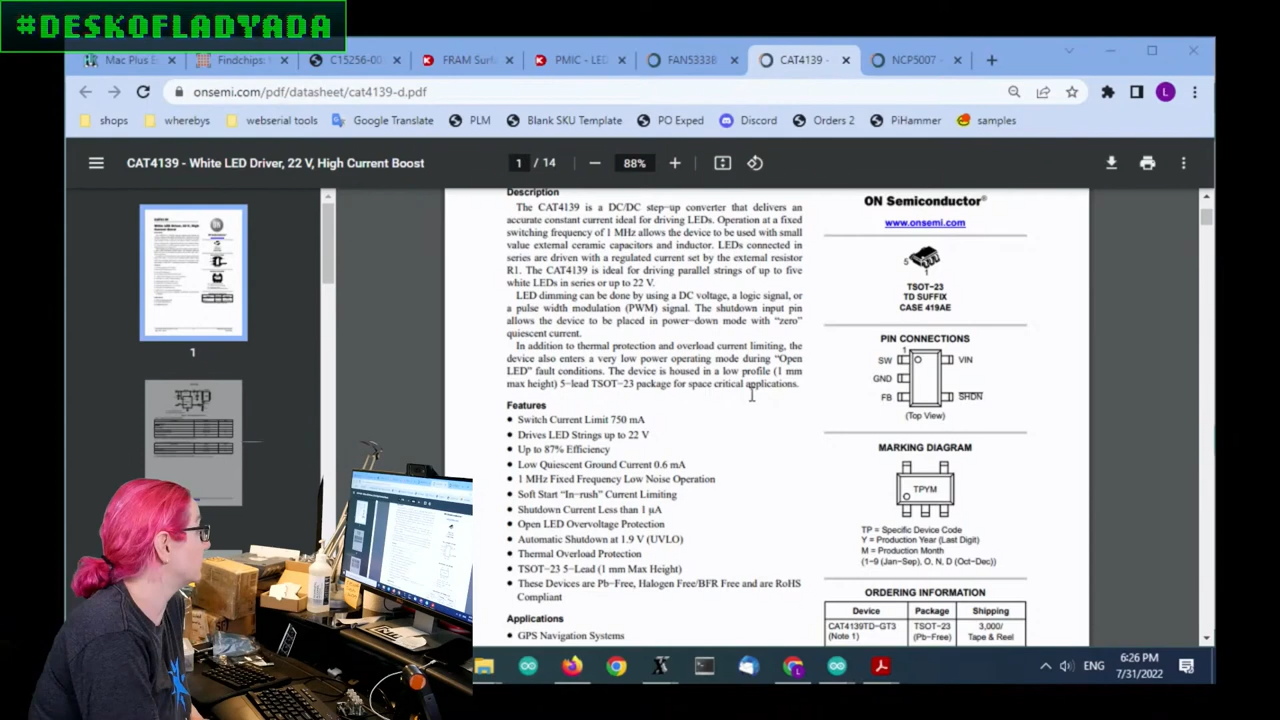 #DESKOFLADYADA
Mac Plus E
Findchips:
C15256-00
FRAM Surf
PMIC - LED
FAN5333B
CAT4139 -
NCP5007 -
onsemi.com/pdf/datasheet/cat4139-d.pdf
shops
wherebys
webserial tools
Google Translate
PLM
Blank SKU Template
PO Exped
Discord
Orders 2
PiHammer
samples
CAT4139 - White LED Driver, 22 V, High Current Boost
1 / 14
88%
Description
The CAT4139 is a DC/DC step-up converter that delivers an
accurate constant current ideal for driving LEDs. Operation at a fixed
switching frequency of 1 MHz allows the device to be used with small
value external ceramic capacitors and inductor. LEDs connected in
series are driven with a regulated current set by the external resistor
R1. The CAT4139 is ideal for driving parallel strings of up to five
white LEDs in series or up to 22 V.
LED dimming can be done by using a DC voltage, a logic signal, or
a pulse width modulation (PWM) signal. The shutdown input pin
allows the device to be placed in power-down mode with “zero”
quiescent current.
In addition to thermal protection and overload current limiting, the
device also enters a very low power operating mode during “Open
LED” fault conditions. The device is housed in a low profile (1 mm
max height) 5-lead TSOT-23 package for space critical applications.
Features
• Switch Current Limit 750 mA
• Drives LED Strings up to 22 V
• Up to 87% Efficiency
• Low Quiescent Ground Current 0.6 mA
• 1 MHz Fixed Frequency Low Noise Operation
• Soft Start “In-rush” Current Limiting
• Shutdown Current Less than 1 µA
• Open LED Overvoltage Protection
• Automatic Shutdown at 1.9 V (UVLO)
• Thermal Overload Protection
• TSOT-23 5-Lead (1 mm Max Height)
• These Devices are Pb-Free, Halogen Free/BFR Free and are RoHS
Compliant
Applications
• GPS Navigation Systems
ON Semiconductor®
www.onsemi.com
5
1
TSOT-23
TD SUFFIX
CASE 419AE
PIN CONNECTIONS
1
SW
VIN
GND
FB
SHDN
(Top View)
MARKING DIAGRAM
TPYM
TP = Specific Device Code
Y = Production Year (Last Digit)
M = Production Month
(1-9 (Jan-Sep), O, N, D (Oct-Dec))
ORDERING INFORMATION
Device Package Shipping
CAT4139TD-GT3 TSOT-23 3,000/
(Note 1) (Pb-Free) Tape & Reel
1
ENG
6:26 PM
7/31/2022